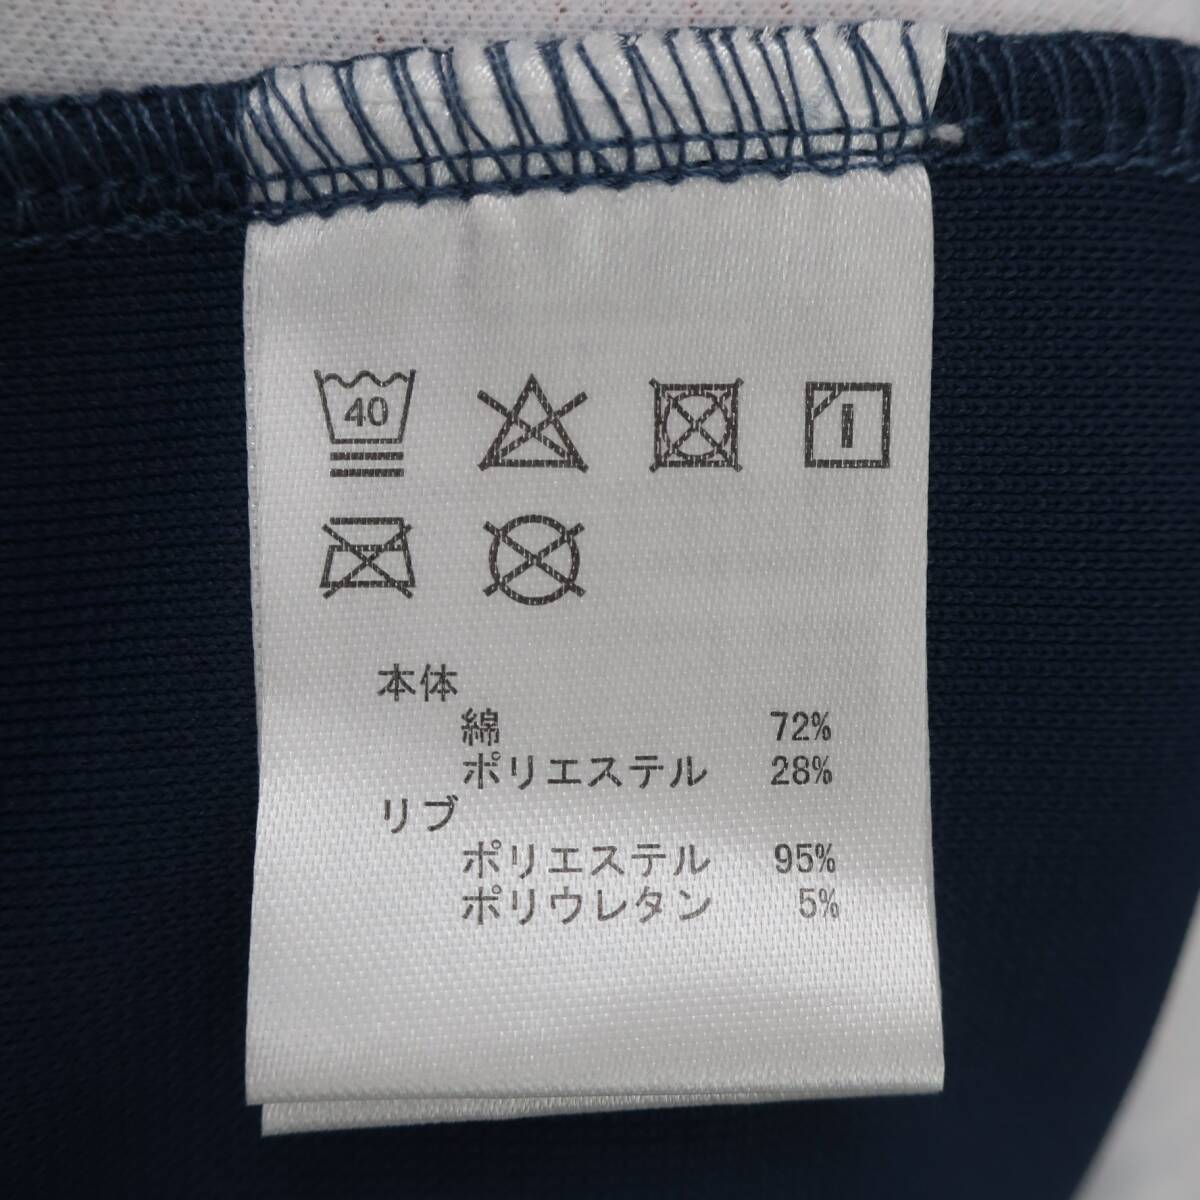 40
本体
綿 72%
ポリエステル 28%
リブ
ポリエステル 95%
ポリウレタン 5%